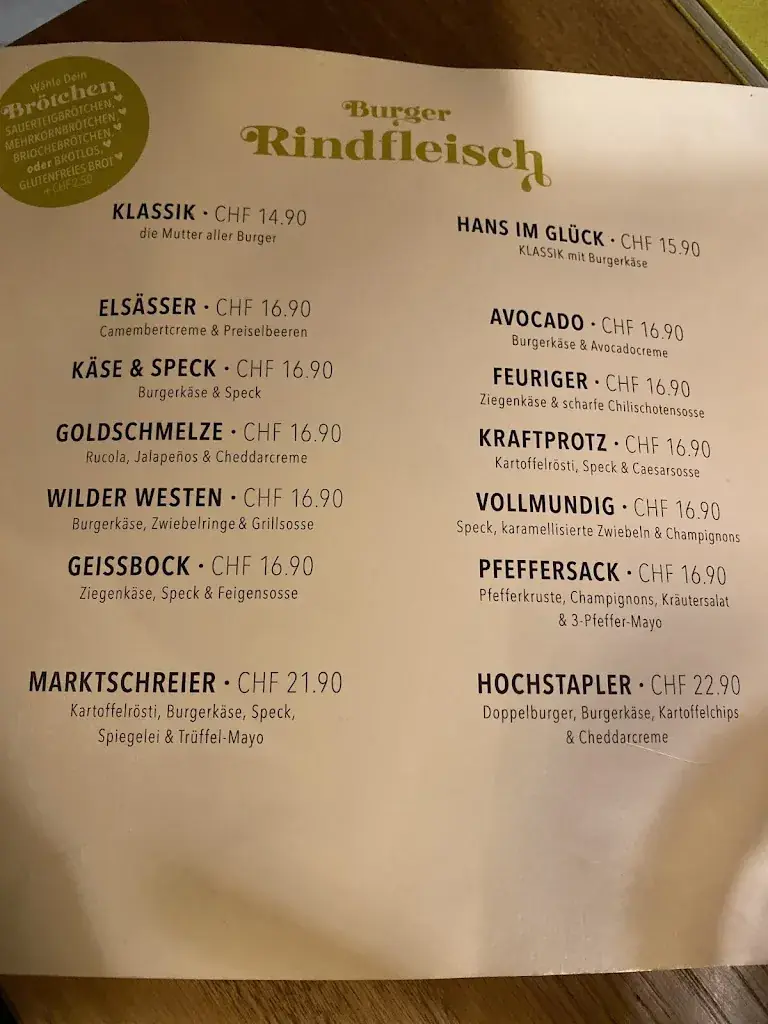 Wähle Dein
Brötchen
SAUERTEIGBRÖTCHEN,
MEHRKORNBRÖTCHEN,
BRIOCHEBRÖTCHEN,
oder BROTLOS,
GLUTENFREIES BROT
+ CHF 2.50
Burger
Rindfleisch
KLASSIK · CHF 14.90
die Mutter aller Burger
HANS IM GLÜCK · CHF 15.90
KLASSIK mit Burgerkäse
ELSÄSSER · CHF 16.90
Camembertcreme & Preiselbeeren
AVOCADO · CHF 16.90
Burgerkäse & Avocadocreme
KÄSE & SPECK · CHF 16.90
Burgerkäse & Speck
FEURIGER · CHF 16.90
Ziegenkäse & scharfe Chilischotensosse
GOLDSCHMELZE · CHF 16.90
Rucola, Jalapeños & Cheddarcreme
KRAFTPROTZ · CHF 16.90
Kartoffelrösti, Speck & Caesarsosse
WILDER WESTEN · CHF 16.90
Burgerkäse, Zwiebelringe & Grillsosse
VOLLMUNDIG · CHF 16.90
Speck, karamellisierte Zwiebeln & Champignons
GEISSBOCK · CHF 16.90
Ziegenkäse, Speck & Feigensosse
PFEFFERSACK · CHF 16.90
Pfefferkruste, Champignons, Kräutersalat
& 3-Pfeffer-Mayo
MARKTSCHREIER · CHF 21.90
Kartoffelrösti, Burgerkäse, Speck,
Spiegelei & Trüffel-Mayo
HOCHSTAPLER · CHF 22.90
Doppelburger, Burgerkäse, Kartoffelchips
& Cheddarcreme